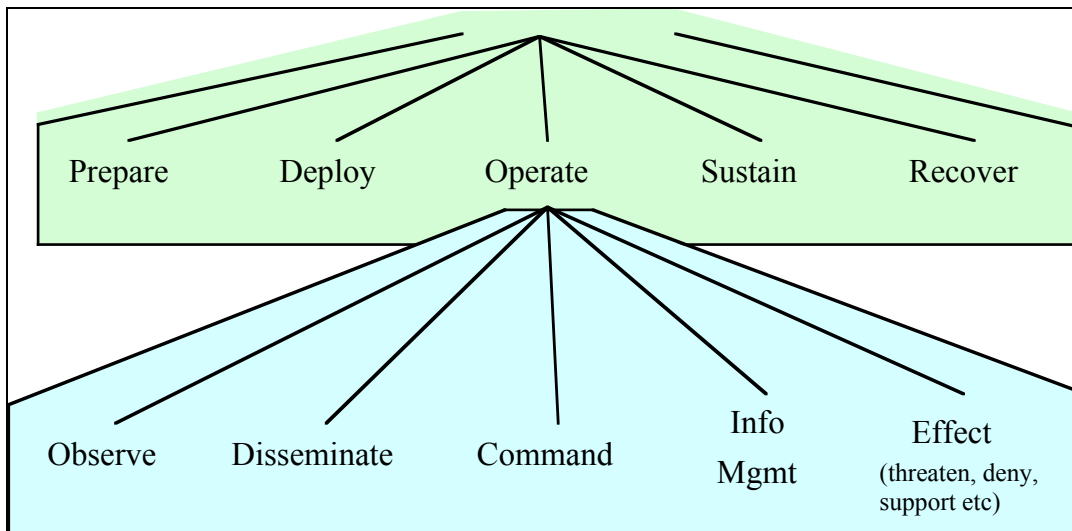 Prepare Deploy Operate Sustain Recover
Observe Disseminate Command Info Mgmt Effect
(threaten, deny,
support etc)